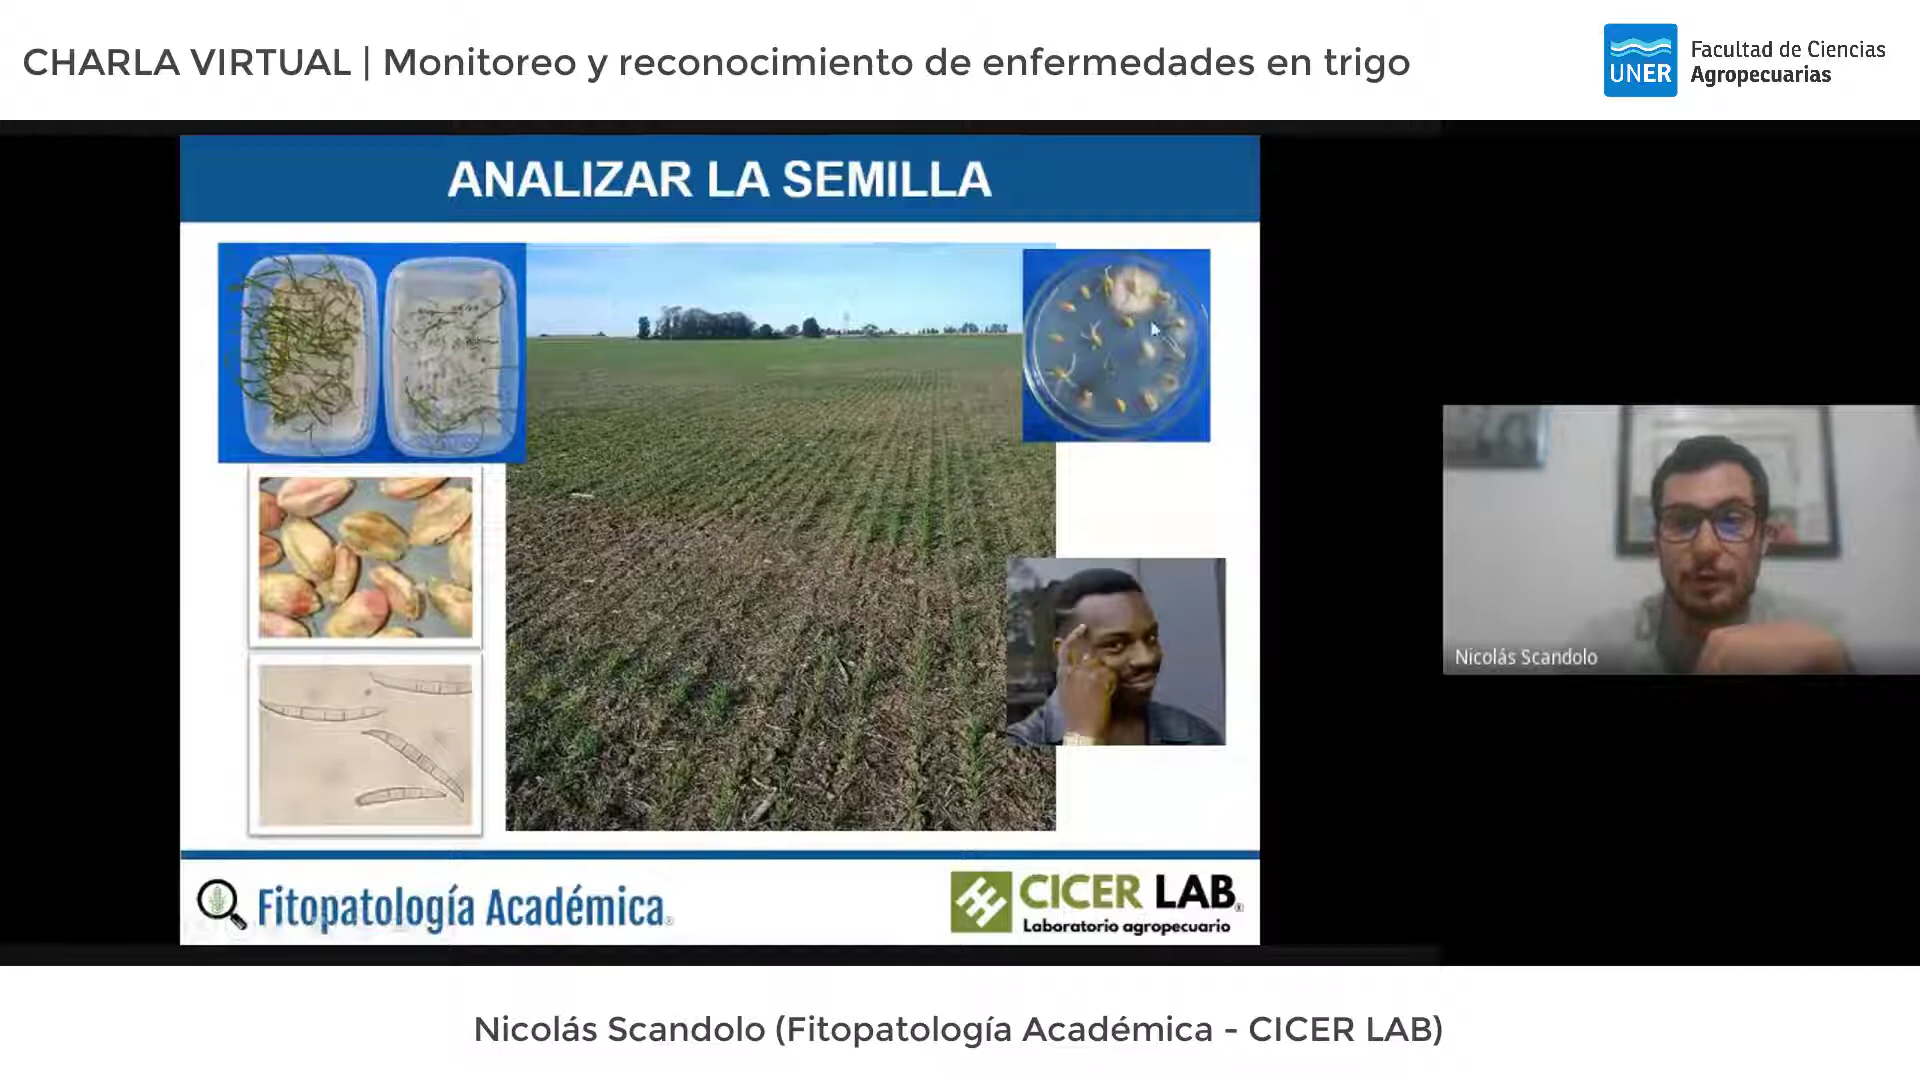 CHARLA VIRTUAL | Monitoreo y reconocimiento de enfermedades en trigo
UNER
Facultad de Ciencias
Agropecuarias
ANALIZAR LA SEMILLA
Nicolás Scandolo
Fitopatología Académica®
CICER LAB®
Laboratorio agropecuario
Nicolás Scandolo (Fitopatología Académica - CICER LAB)